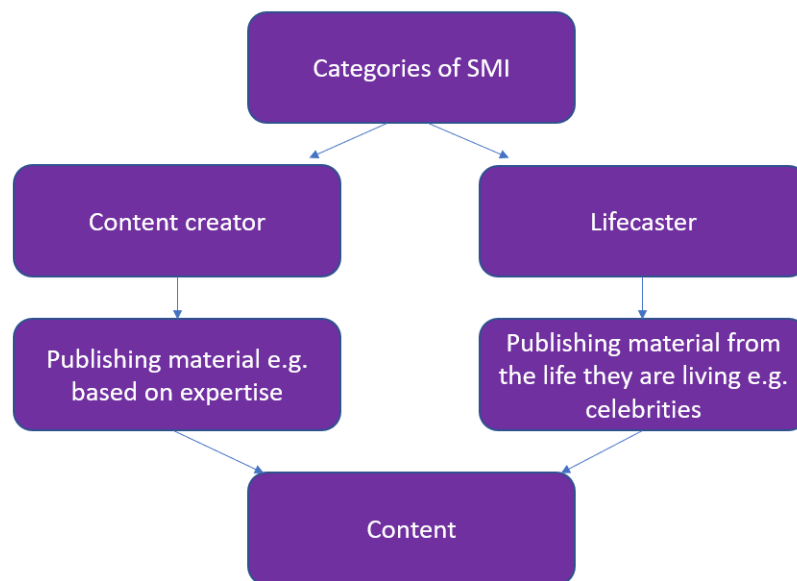 Categories of SMI
Content creator
Lifecaster
Publishing material e.g.
based on expertise
Publishing material from
the life they are living e.g.
celebrities
Content